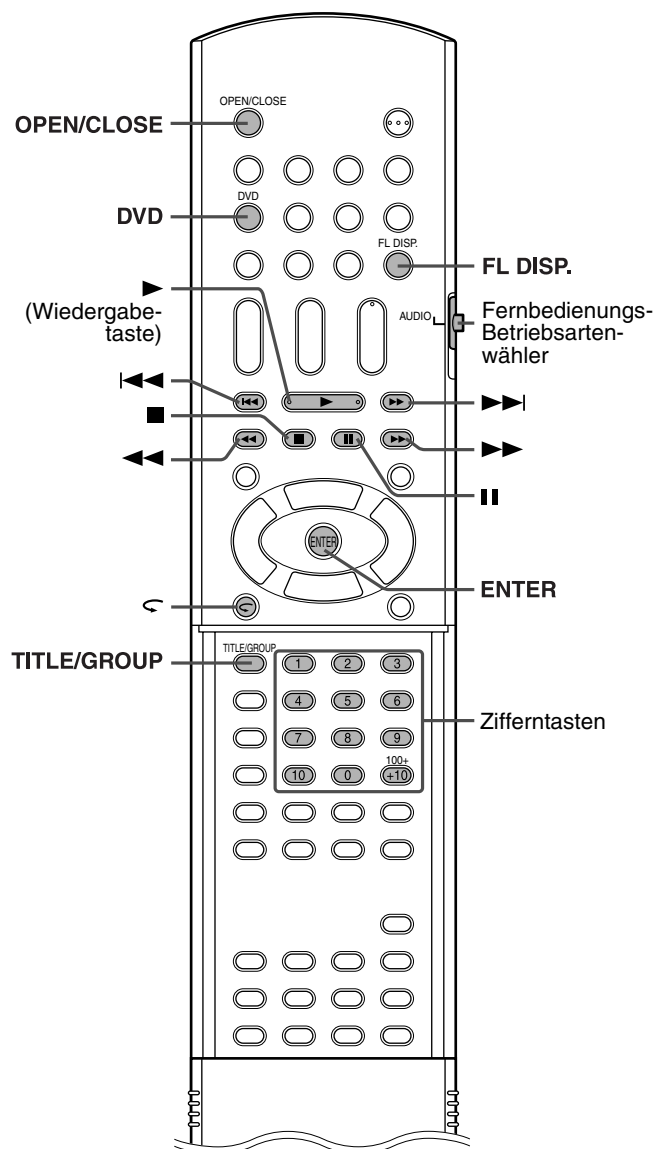 OPEN/CLOSE
OPEN/CLOSE
DVD
DVD
FL DISP.
FL DISP.
(Wiedergabe-
taste)
AUDIO
Fernbedienungs-
Betriebsarten-
wähler
ENTER
ENTER
TITLE/GROUP
TITLE/GROUP
1 2 3
4 5 6
7 8 9
Zifferntasten
100+
10 0 +10